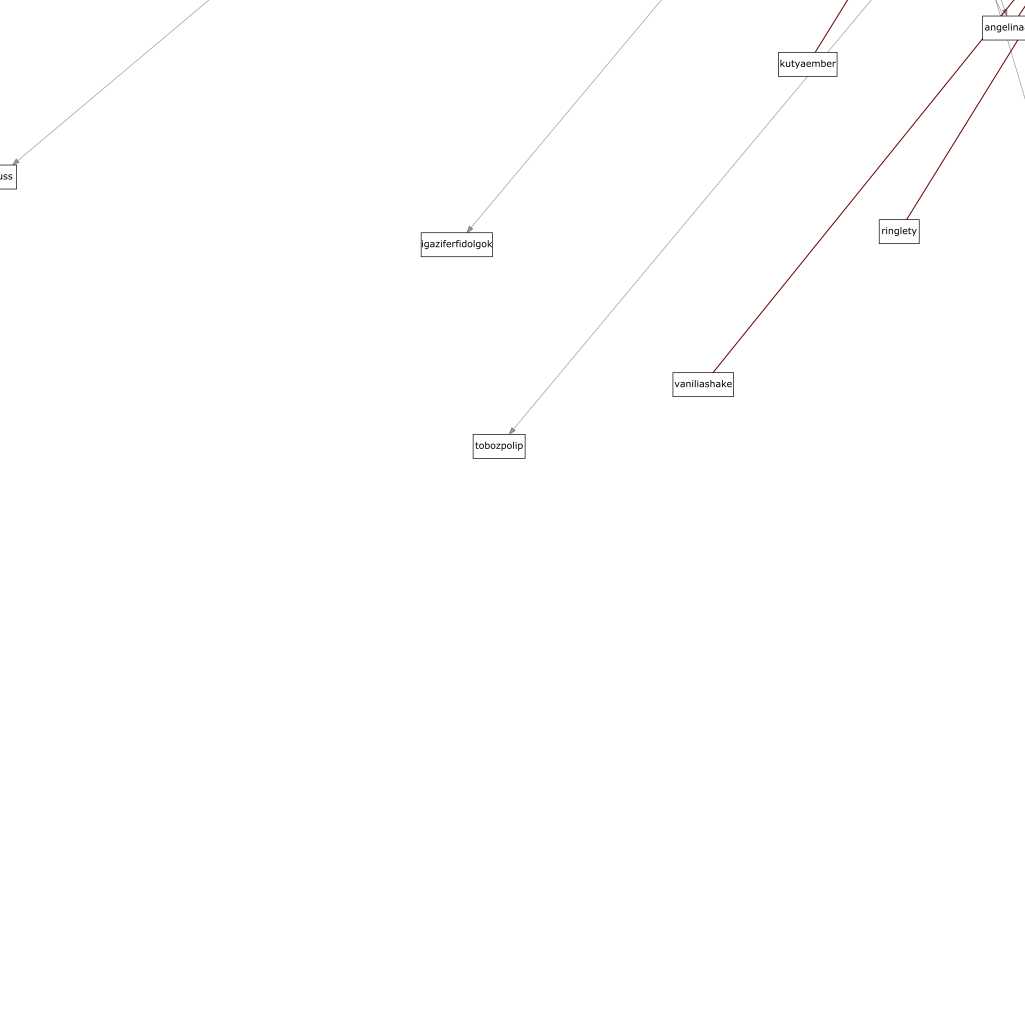 angelina
kutyaember
uss
ringlety
igaziferfidolgok
vaniliashake
tobozpolip